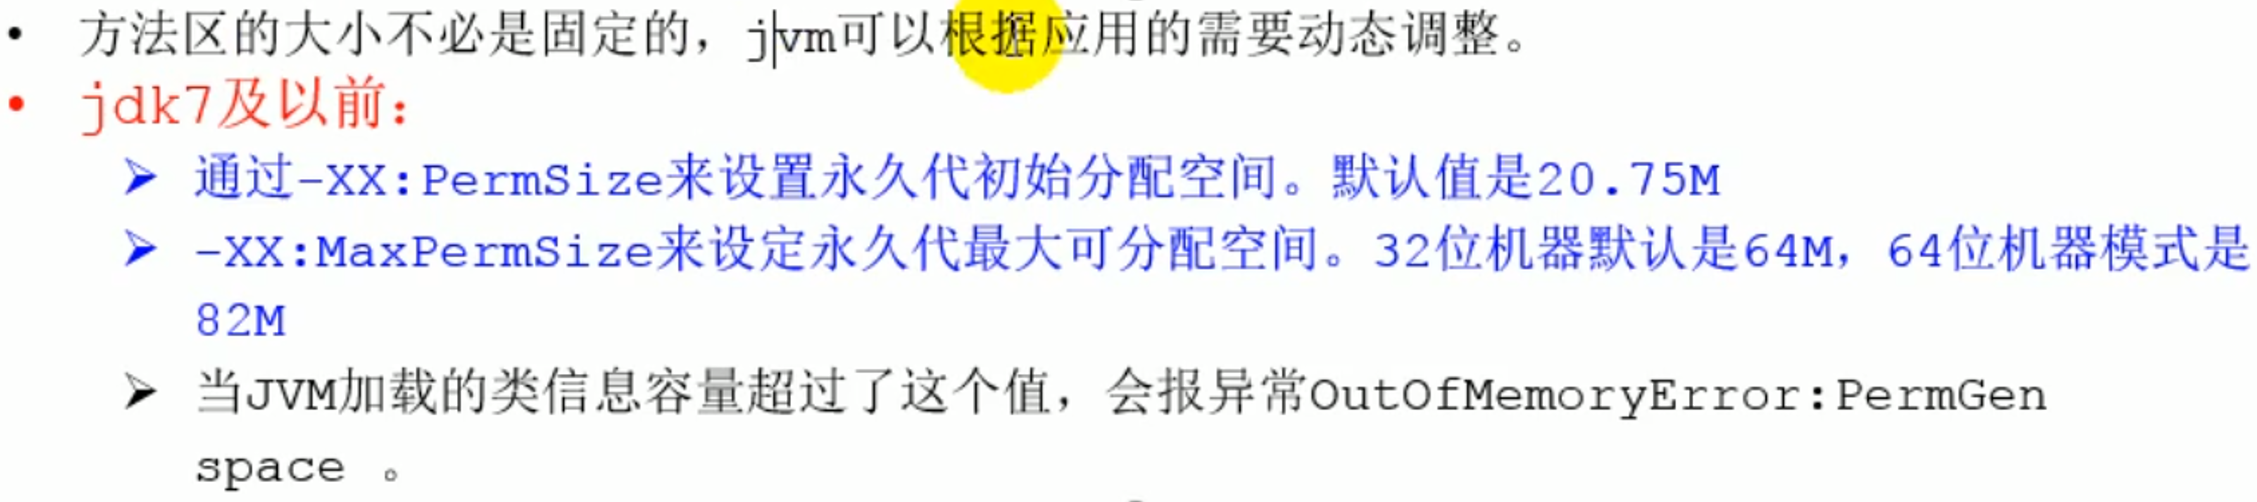 • 方法区的大小不必是固定的，jvm可以根据应用的需要动态调整。
• jdk7及以前：
➢ 通过-XX:PermSize来设置永久代初始分配空间。默认值是20.75M
➢ -XX:MaxPermSize来设定永久代最大可分配空间。32位机器默认是64M，64位机器模式是
82M
➢ 当JVM加载的类信息容量超过了这个值，会报异常OutOfMemoryError:PermGen
space 。